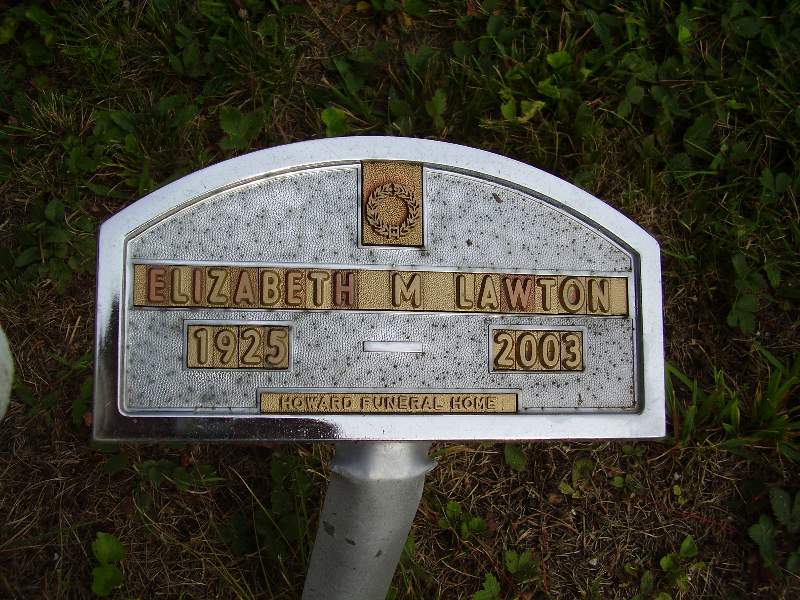 ELIZABETH M LAWTON
1925 2003
HOWARD FUNERAL HOME